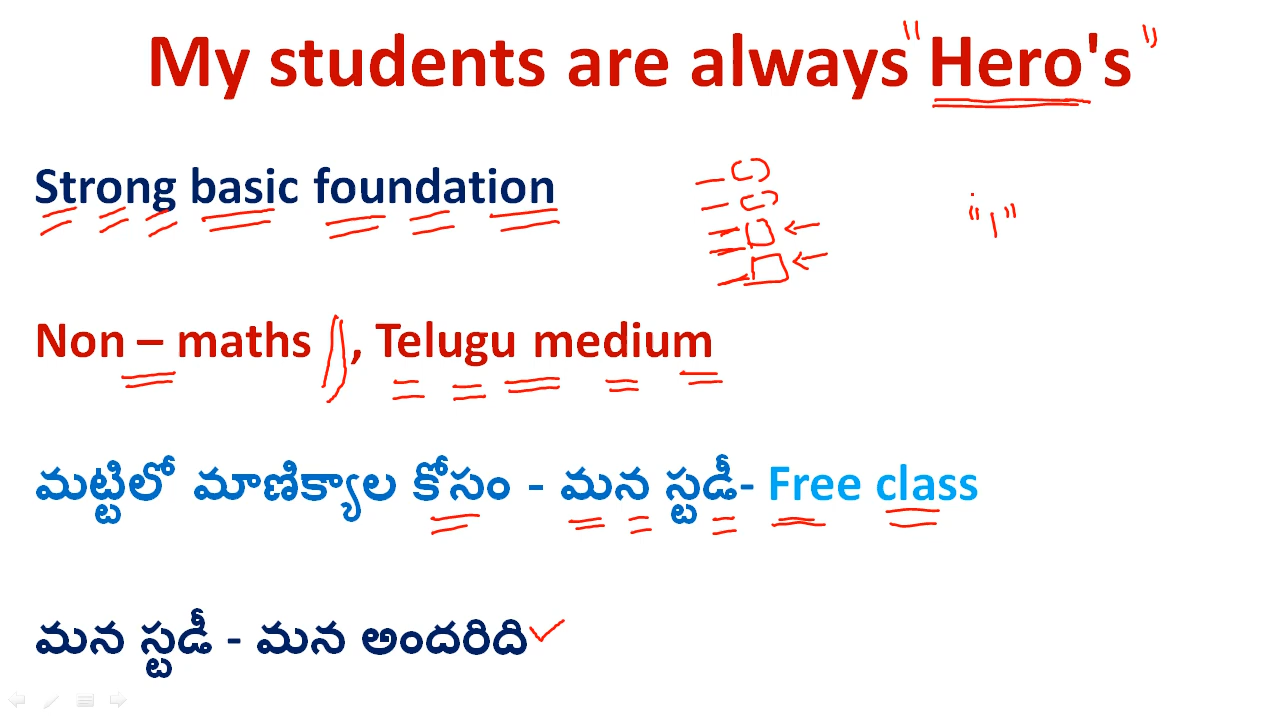 My students are always "Hero's"
Strong basic foundation
"1"
Non – maths , Telugu medium
మట్టిలో మాణిక్యాల కోసం - మన స్టడీ- Free class
మన స్టడీ - మన అందరిది